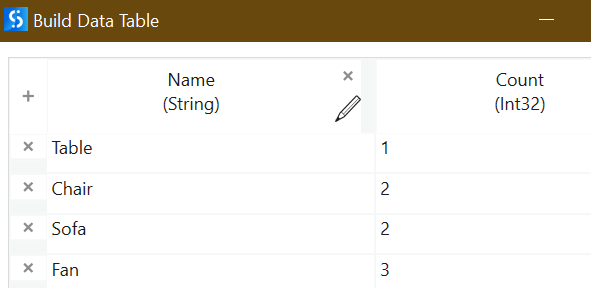 Build Data Table
Name Count
(String) (Int32)
Table 1
Chair 2
Sofa 2
Fan 3